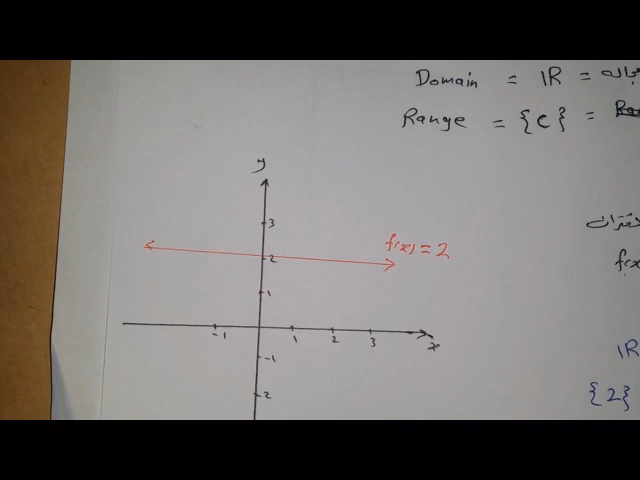 Domain = IR =
Range = {c} =
y
3
f(x) = 2
2
1
-1 1 2 3
x
-1
-2
f(x
IR
{2}